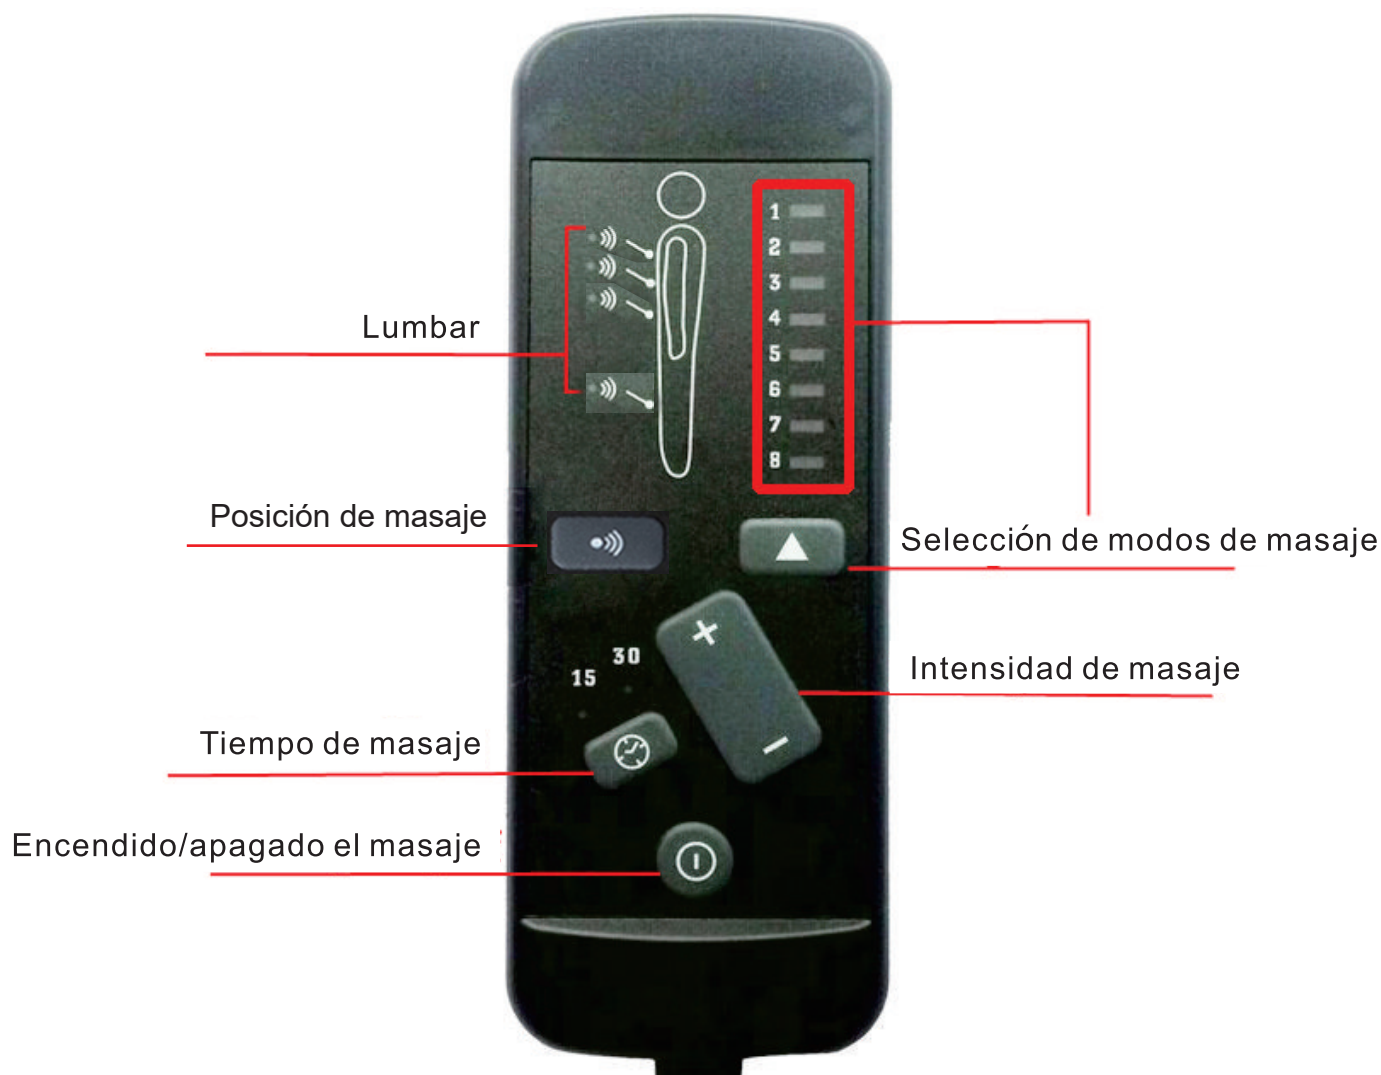 1
2
3
Lumbar
4
5
6
7
8
Posición de masaje
Selección de modos de masaje
+
30
15
Intensidad de masaje
Tiempo de masaje
−
Encendido/apagado el masaje